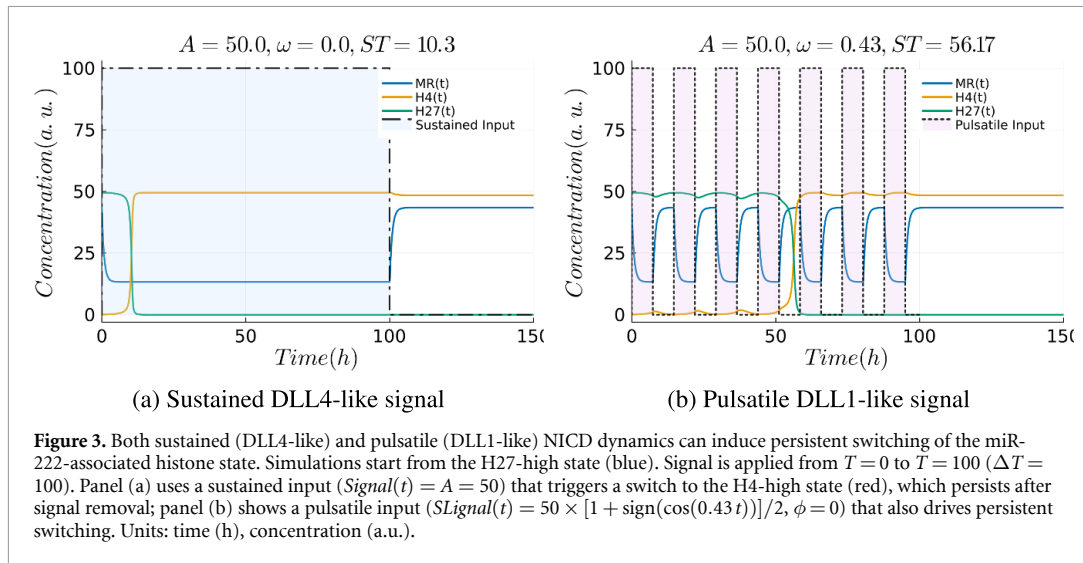 A = 50.0, ω = 0.0, ST = 10.3
Concentration(a. u.)
100
75
50
25
0
MR(t)
H4(t)
H27(t)
Sustained Input
0
50
100
150
Time(h)
(a) Sustained DLL4-like signal
A = 50.0, ω = 0.43, ST = 56.17
Concentration(a. u.)
100
75
50
25
0
MR(t)
H4(t)
H27(t)
Pulsatile Input
0
50
100
150
Time(h)
(b) Pulsatile DLL1-like signal
Figure 3. Both sustained (DLL4-like) and pulsatile (DLL1-like) NICD dynamics can induce persistent switching of the miR-
222-associated histone state. Simulations start from the H27-high state (blue). Signal is applied from T = 0 to T = 100 (ΔT =
100). Panel (a) uses a sustained input (Signal(t) = A = 50) that triggers a switch to the H4-high state (red), which persists after
signal removal; panel (b) shows a pulsatile input (SLignal(t) = 50 × [1 + sign(cos(0.43t))]/2, ϕ = 0) that also drives persistent
switching. Units: time (h), concentration (a.u.).